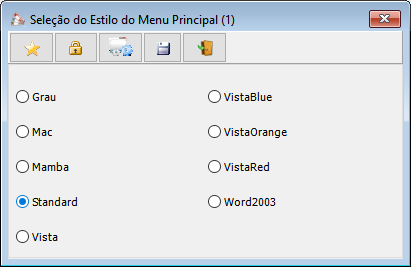 Seleção do Estilo do Menu Principal (1)
Grau
VistaBlue
Mac
VistaOrange
Mamba
VistaRed
Standard
Word2003
Vista